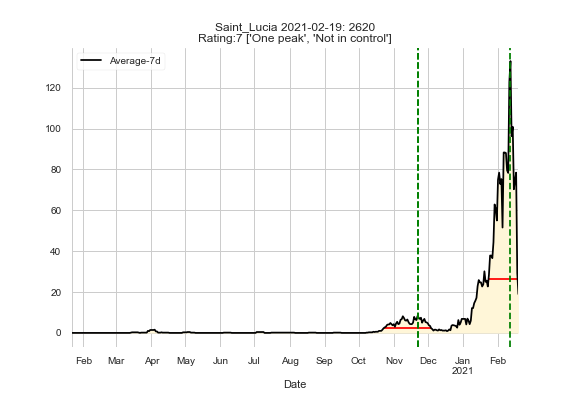 Saint_Lucia 2021-02-19: 2620
Rating:7 ['One peak', 'Not in control']
Average-7d
120
100
80
60
40
20
0
Feb Mar Apr May Jun Jul Aug Sep Oct Nov Dec Jan Feb
2021
Date